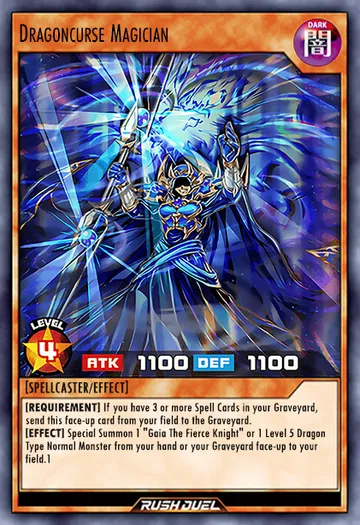 Dragoncurse Magician
DARK
闇
LEVEL
4
ATK 1100 DEF 1100
[SPELLCASTER/EFFECT]
[REQUIREMENT] If you have 3 or more Spell Cards in your Graveyard,
send this face-up card from your field to the Graveyard.
[EFFECT] Special Summon 1 "Gaia The Fierce Knight" or 1 Level 5 Dragon
Type Normal Monster from your hand or your Graveyard face-up to your
field.1
RUSH DUEL